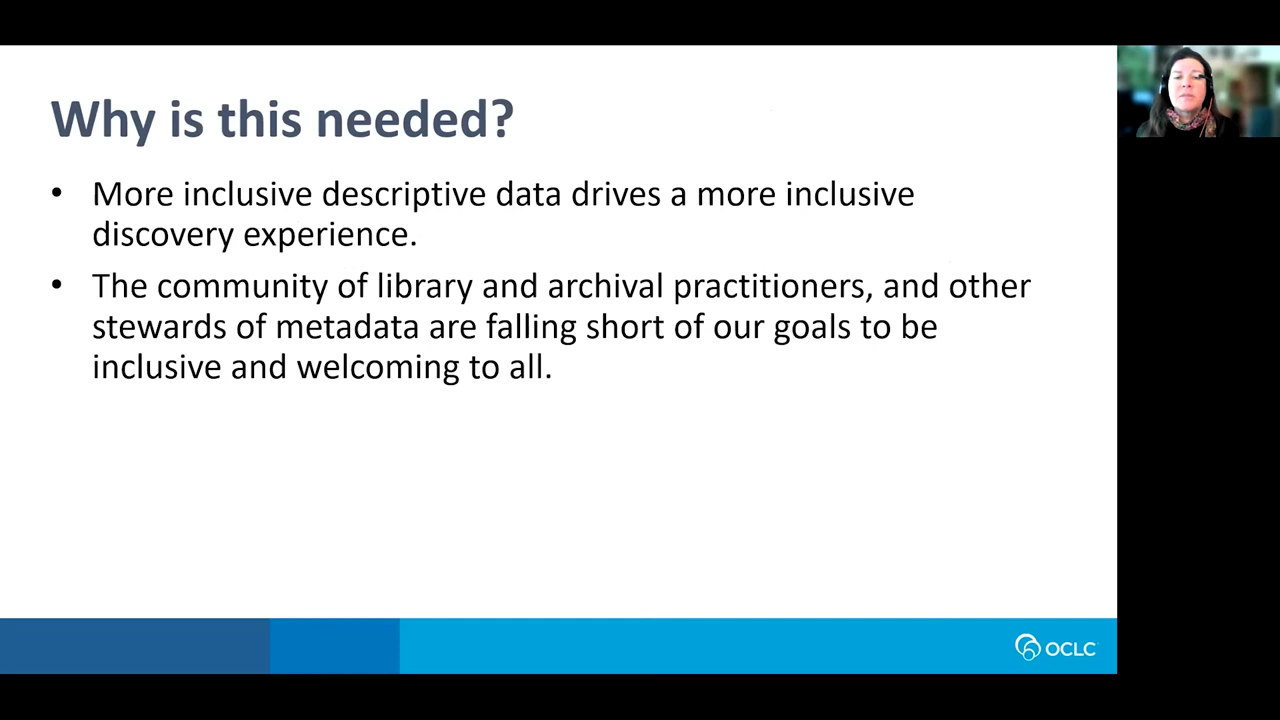 Why is this needed?
• More inclusive descriptive data drives a more inclusive
discovery experience.
• The community of library and archival practitioners, and other
stewards of metadata are falling short of our goals to be
inclusive and welcoming to all.
OCLC